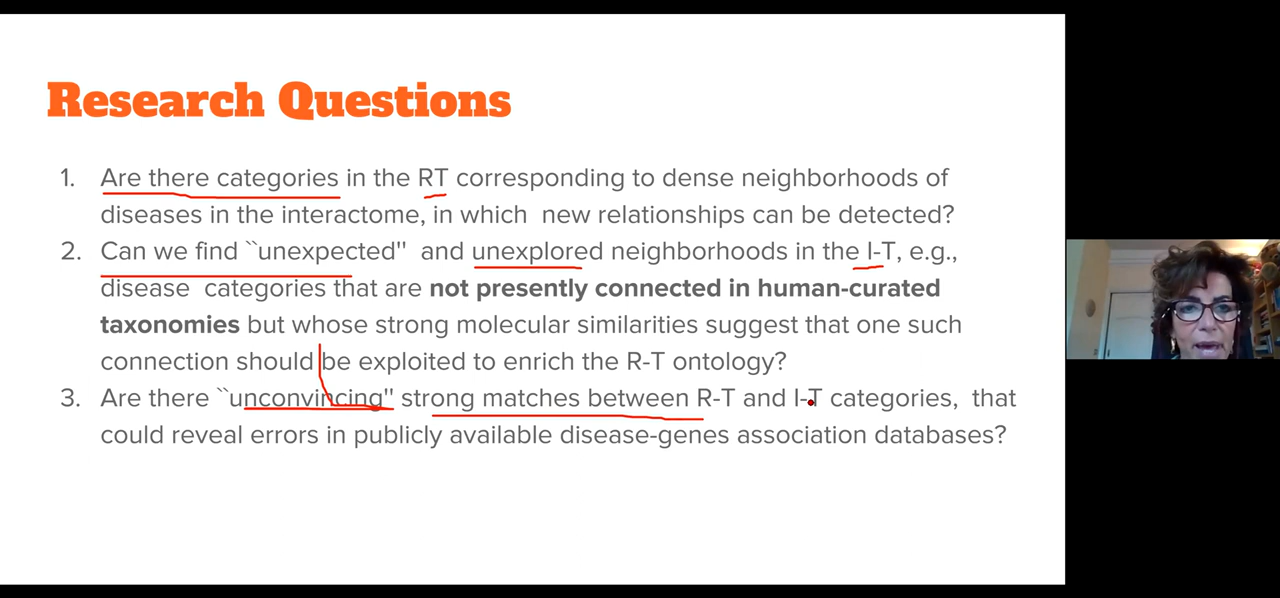 Research Questions
1. Are there categories in the RT corresponding to dense neighborhoods of
diseases in the interactome, in which new relationships can be detected?
2. Can we find ``unexpected'' and unexplored neighborhoods in the I-T, e.g.,
disease categories that are not presently connected in human-curated
taxonomies but whose strong molecular similarities suggest that one such
connection should be exploited to enrich the R-T ontology?
3. Are there ``unconvincing'' strong matches between R-T and I-T categories, that
could reveal errors in publicly available disease-genes association databases?